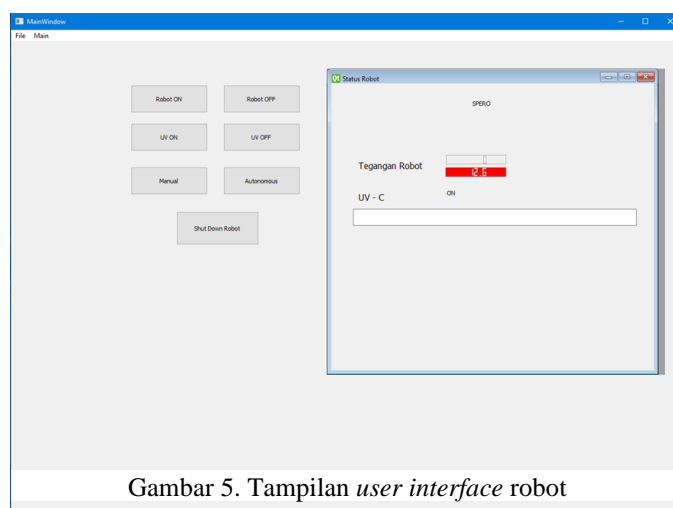 MainWindow
File Main
Robot ON Robot OFF
UV ON UV OFF
Manual Autonomous
Shut Down Robot
Status Robot
SPERO
Tegangan Robot
12.6
UV - C ON
Gambar 5. Tampilan user interface robot